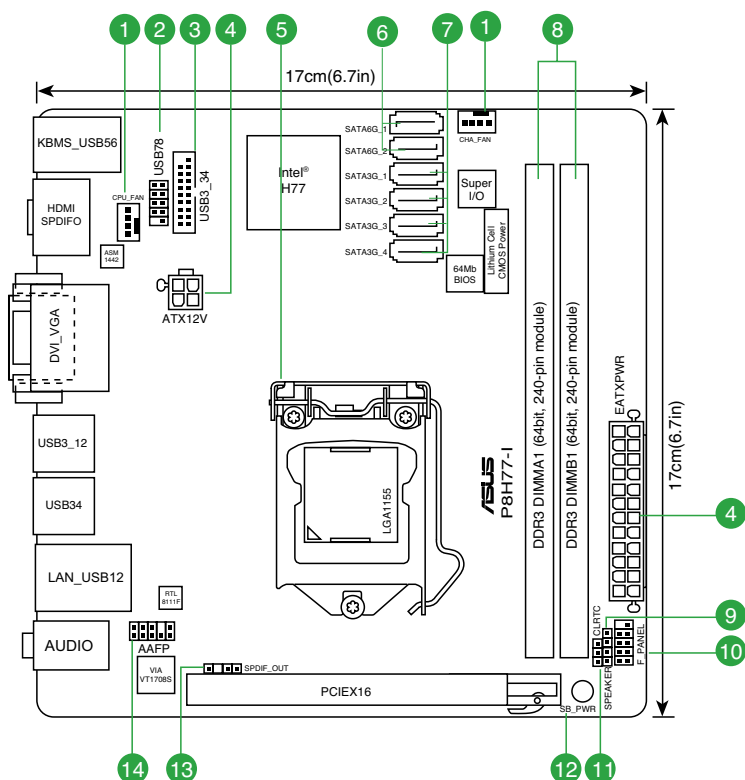 1 2 3 4 5 6 7 1 8
17cm(6.7in)
KBMS_USB56
USB78
USB3_34
Intel®
H77
SATA6G_1
SATA6G_2
SATA3G_1
SATA3G_2
SATA3G_3
SATA3G_4
CHA_FAN
Super
I/O
HDMI
SPDIFO
CPU_FAN
ASM
1442
64Mb
BIOS
Lithium Cell
CMOS Power
ATX12V
DVI_VGA
DDR3 DIMMA1 (64bit, 240-pin module)
DDR3 DIMMB1 (64bit, 240-pin module)
EATXPWR
17cm(6.7in)
USB3_12
LGA1155
ASUS
P8H77-I
USB34
4
LAN_USB12
RTL
8111F
AUDIO
AAFP
VIA
VT1708S
SPDIF_OUT
PCIEX16
CLRTC
SPEAKER
F_PANEL
SB_PWR
9
10
14 13 12 11